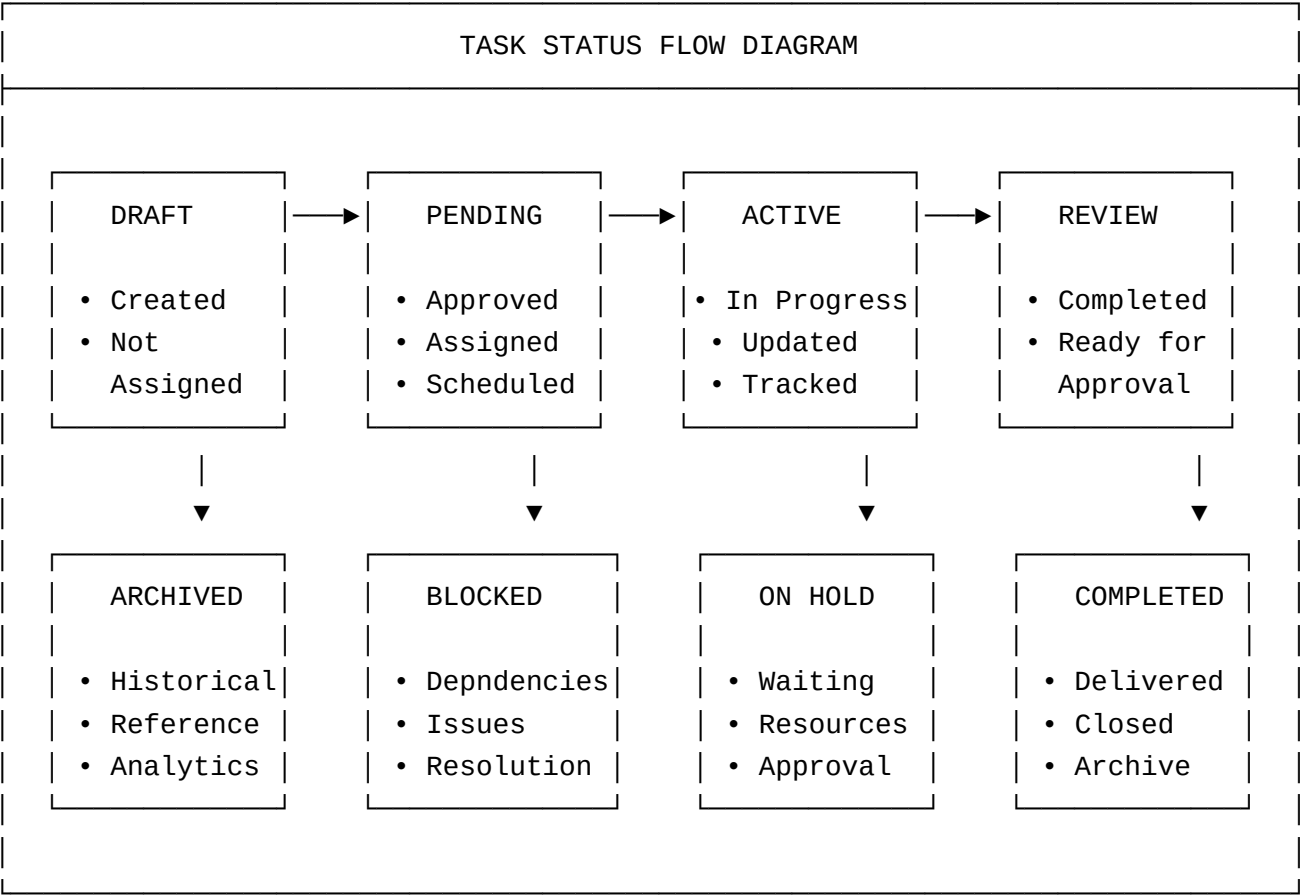 TASK STATUS FLOW DIAGRAM
DRAFT
• Created
• Not
Assigned
PENDING
• Approved
• Assigned
• Scheduled
ACTIVE
• In Progress
• Updated
• Tracked
REVIEW
• Completed
• Ready for
Approval
ARCHIVED
• Historical
• Reference
• Analytics
BLOCKED
• Depndencies
• Issues
• Resolution
ON HOLD
• Waiting
• Resources
• Approval
COMPLETED
• Delivered
• Closed
• Archive